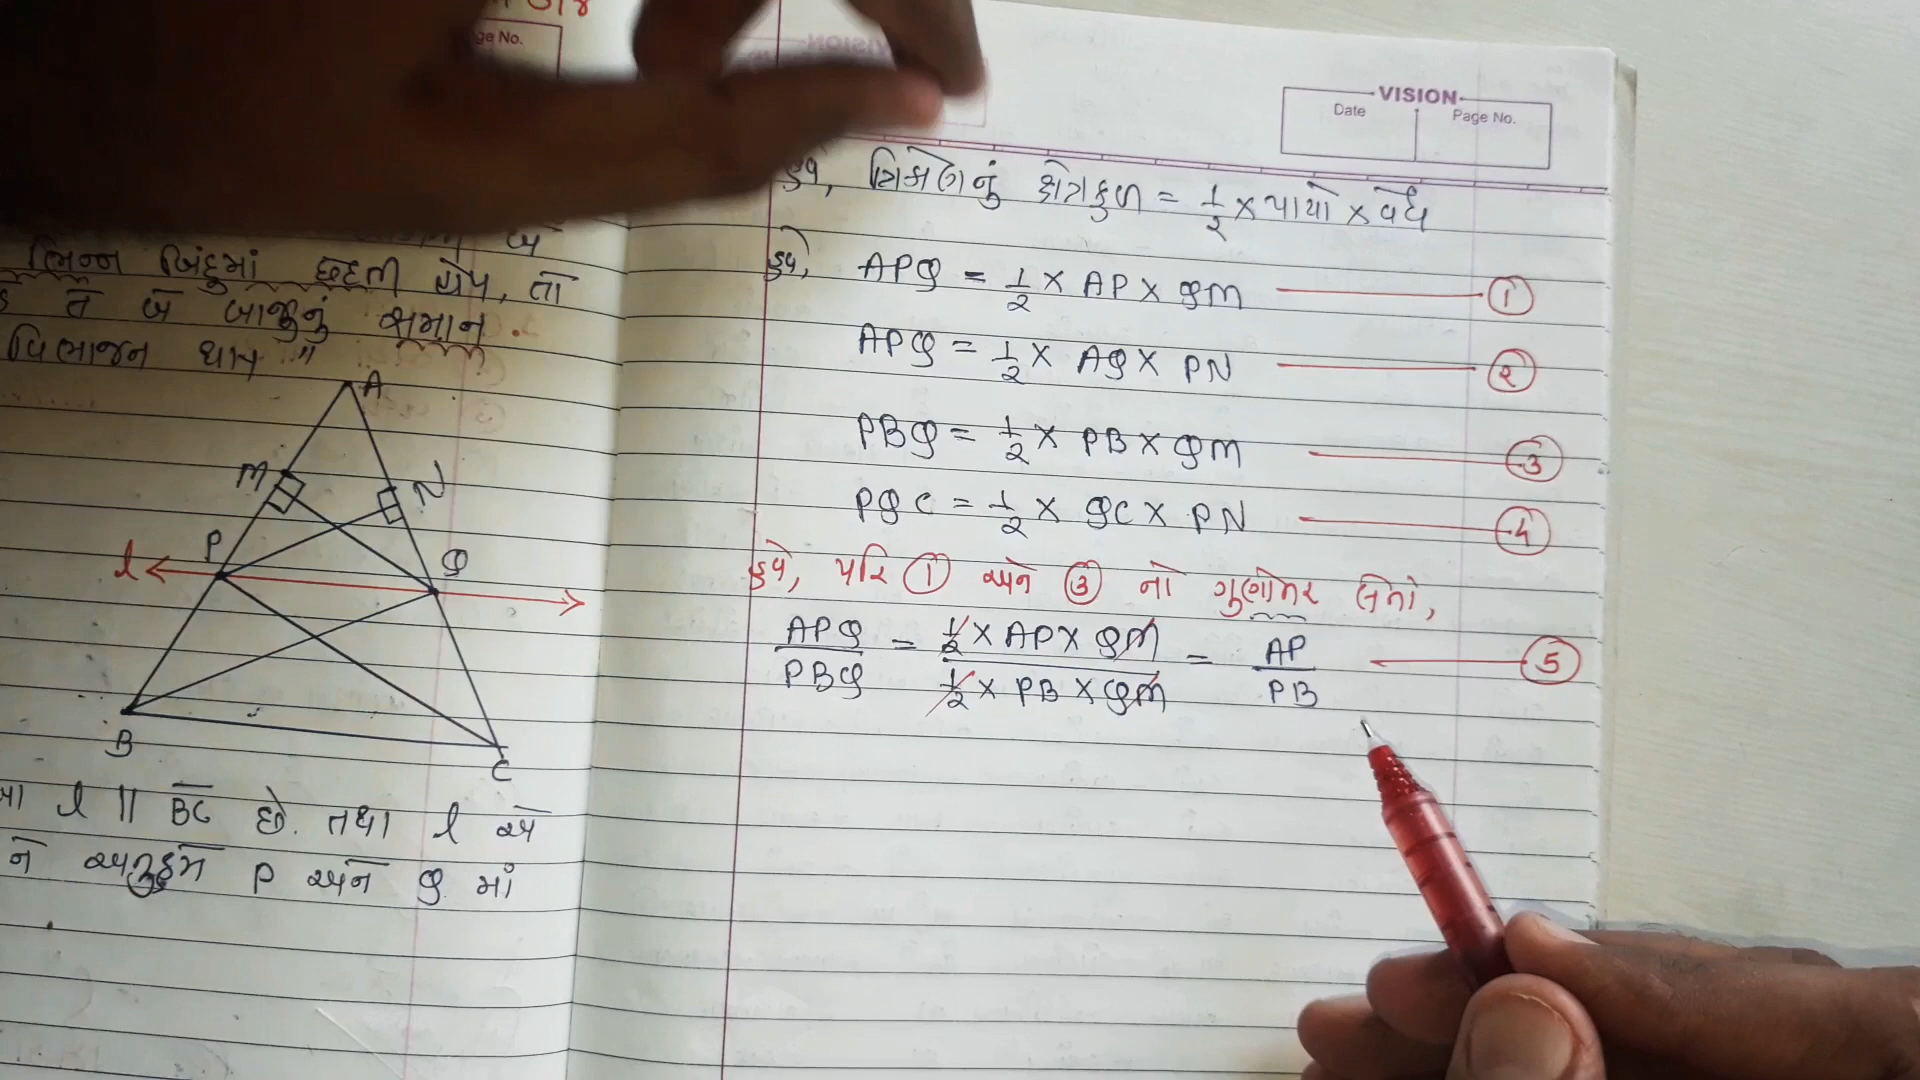 ge No.
ભિન્ન બિંદુમાં છેદતી હોય, તો
તે બે બાજુનું સમાન
વિભાજન થાય "
A
M
N
P
Q
l
B
C
l || BC છે. તથા l એ
ને અનુક્રમે P અને Q માં
VISION
Date
Page No.
હવે, ત્રિકોણનું ક્ષેત્રફળ = 1/2 × પાયો × વેધ
હવે, APQ = 1/2 × AP × QM ① 
APQ = 1/2 × AQ × PN ②
PBQ = 1/2 × PB × QM ③
PQC = 1/2 × QC × PN ④
હવે, પરિ ① અને ③ નો ગુણોત્તર લેતાં,
APQ/PBQ = 1/2 × AP × QM / 1/2 × PB × QM = AP/PB ⑤